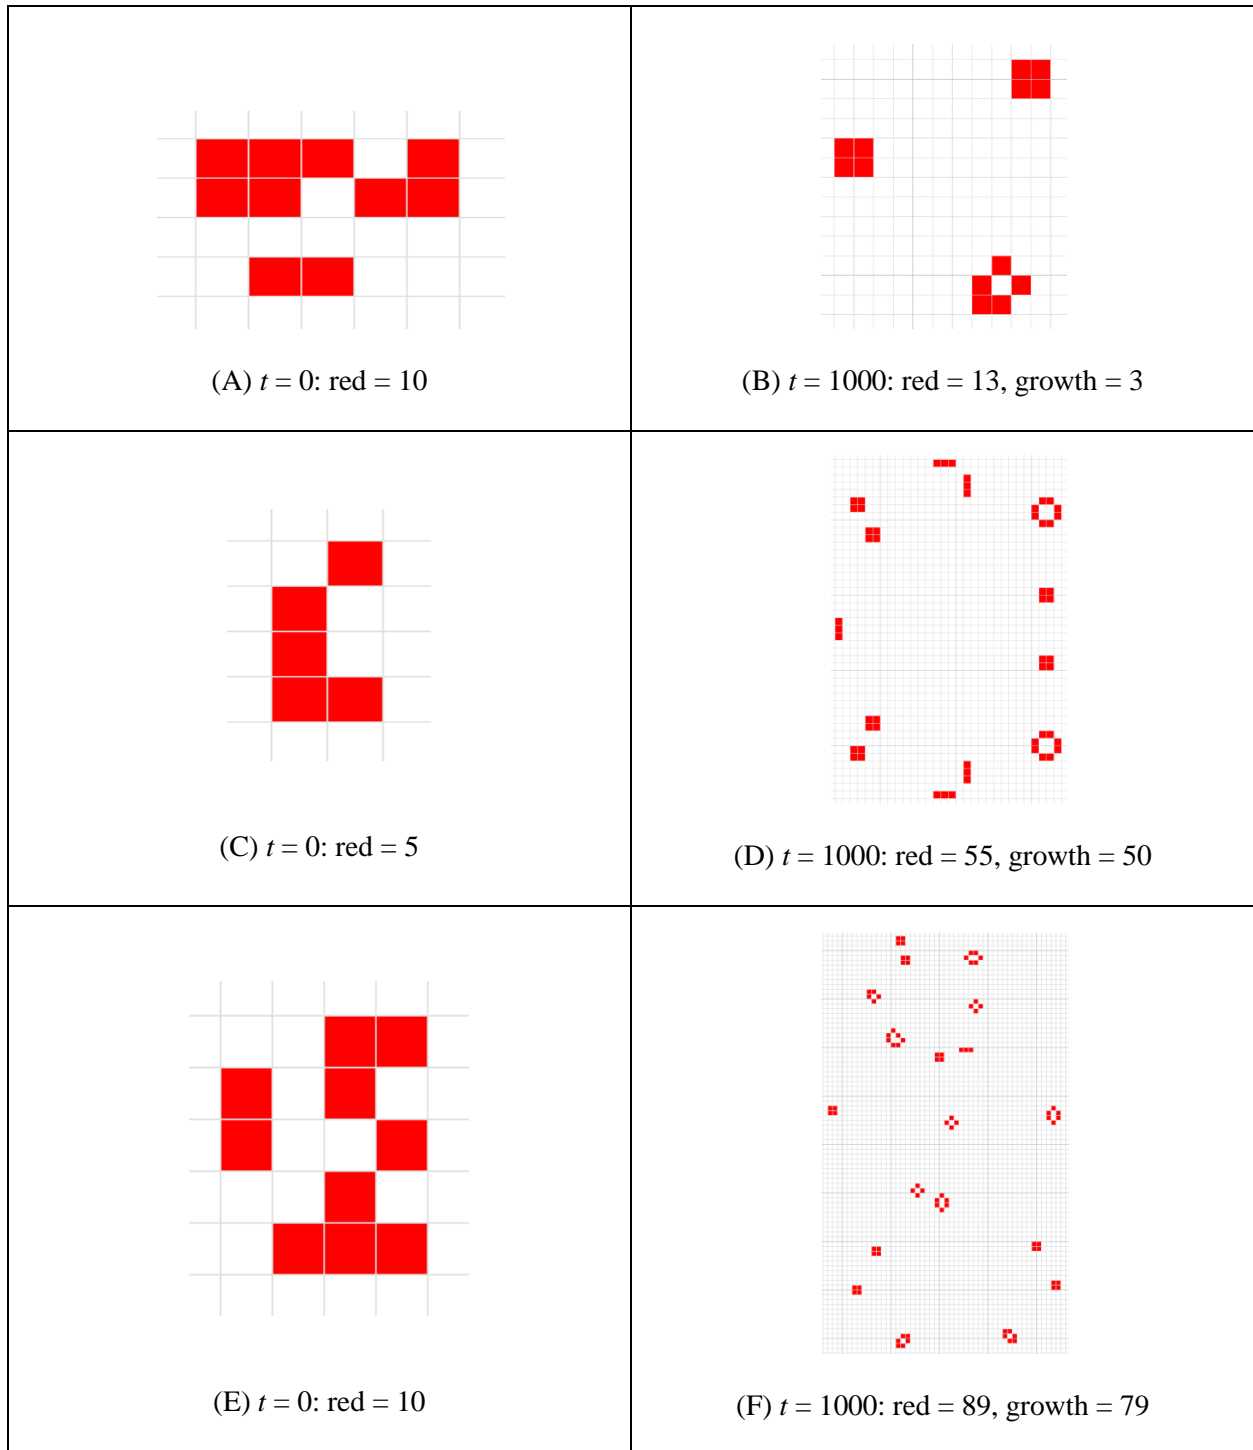 (A) t = 0: red = 10
(B) t = 1000: red = 13, growth = 3
(C) t = 0: red = 5
(D) t = 1000: red = 55, growth = 50
(E) t = 0: red = 10
(F) t = 1000: red = 89, growth = 79